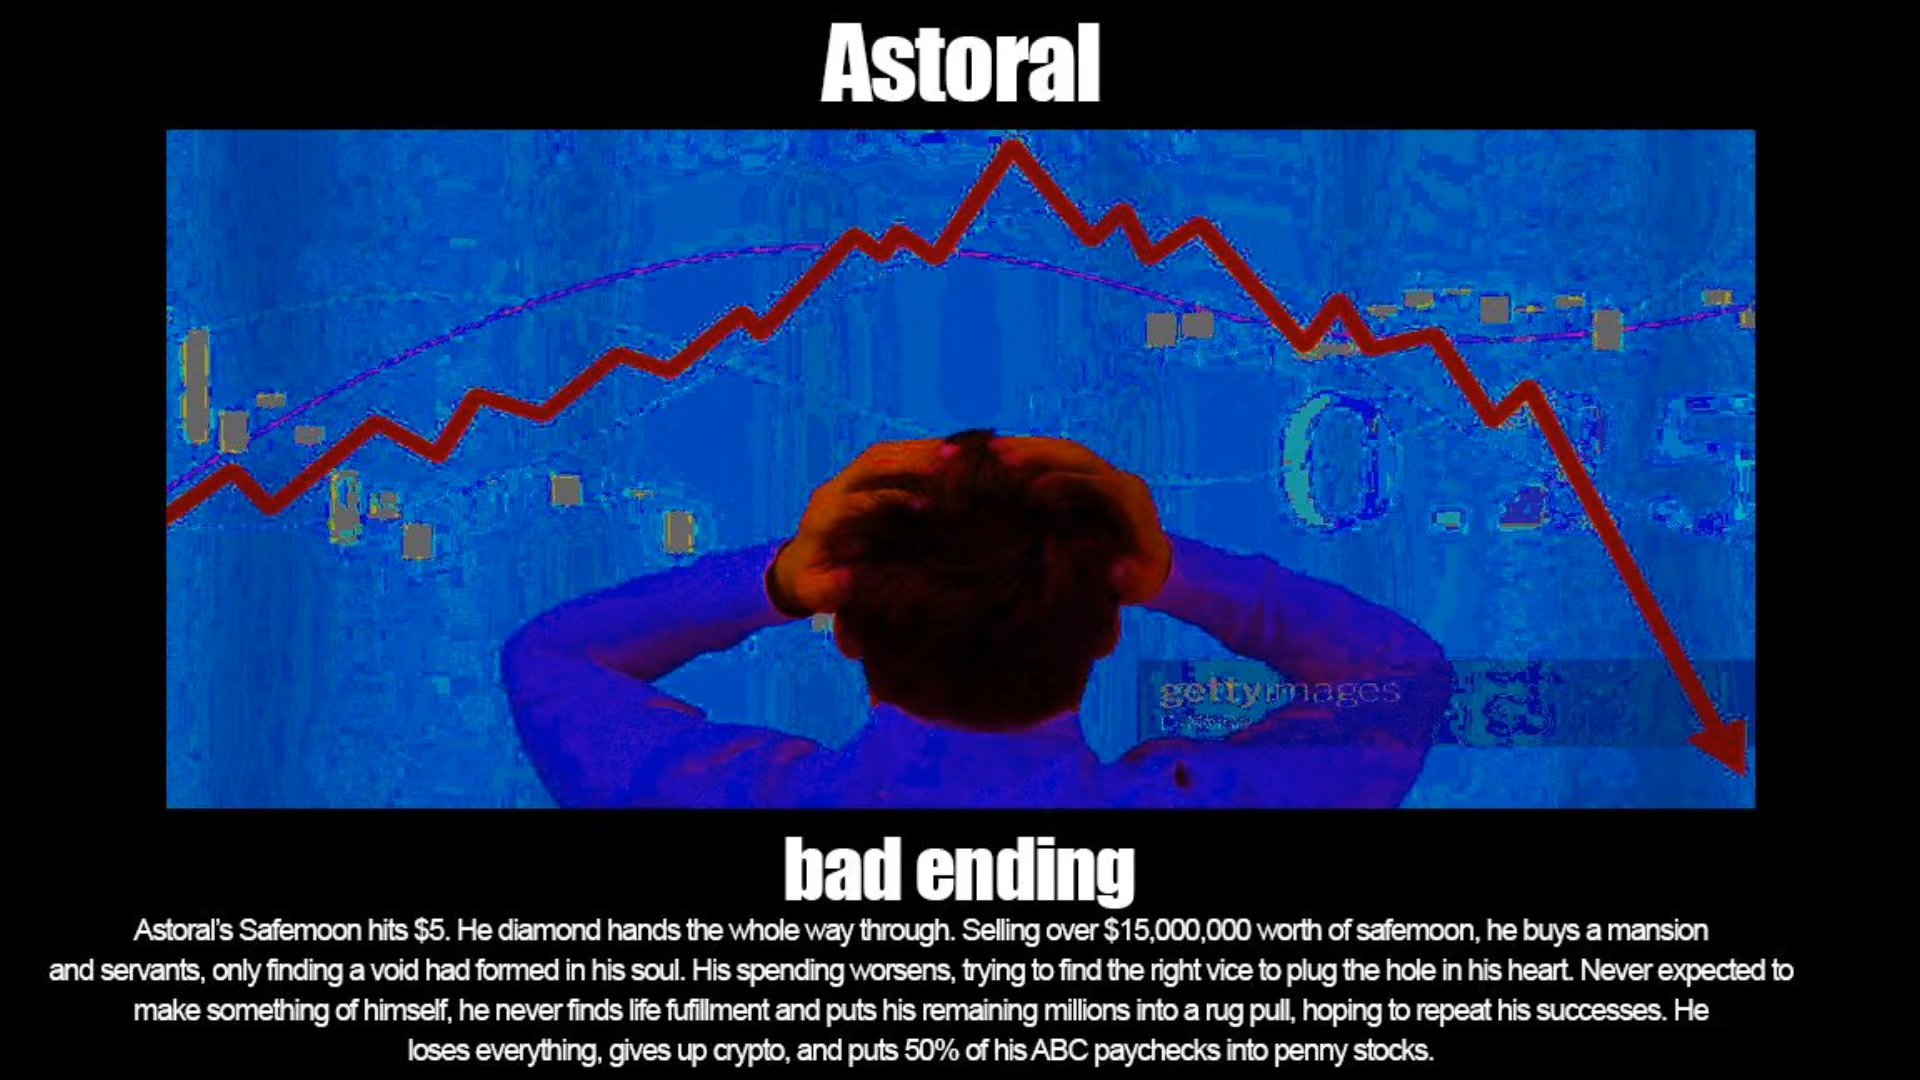 Astoral
0.
gettyimages
bad ending
Astoral's Safemoon hits $5. He diamond hands the whole way through. Selling over $15,000,000 worth of safemoon, he buys a mansion
and servants, only finding a void had formed in his soul. His spending worsens, trying to find the right vice to plug the hole in his heart. Never expected to
make something of himself, he never finds life fufillment and puts his remaining millions into a rug pull, hoping to repeat his successes. He
loses everything, gives up crypto, and puts 50% of his ABC paychecks into penny stocks.